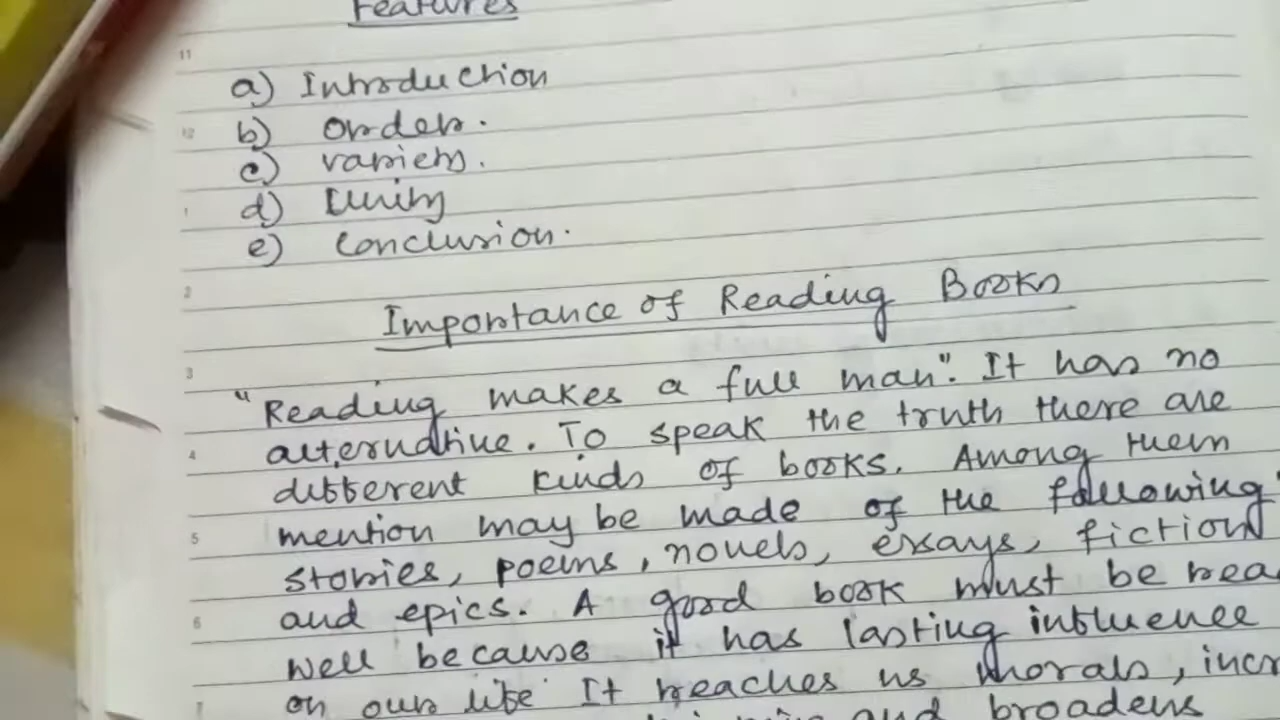 Features
a) Introduction
b) order.
c) variety.
d) Unity
e) Conclusion.
Importance of Reading Books
"Reading makes a full man". It has no
alternative. To speak the truth there are
different kinds of books. Among them
mention may be made of the following
stories, poems, novels, essays, fiction
and epics. A good book must be rea
well because it has lasting influence
on our life It teaches us morals, incr
and broadens